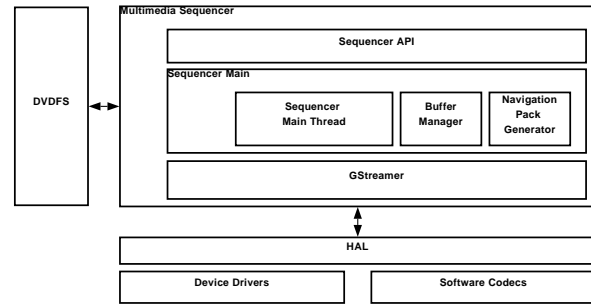 Multimedia Sequencer
Sequencer API
Sequencer Main
DVDFS
Sequencer
Main Thread
Buffer
Manager
Navigation
Pack
Generator
GStreamer
HAL
Device Drivers
Software Codecs